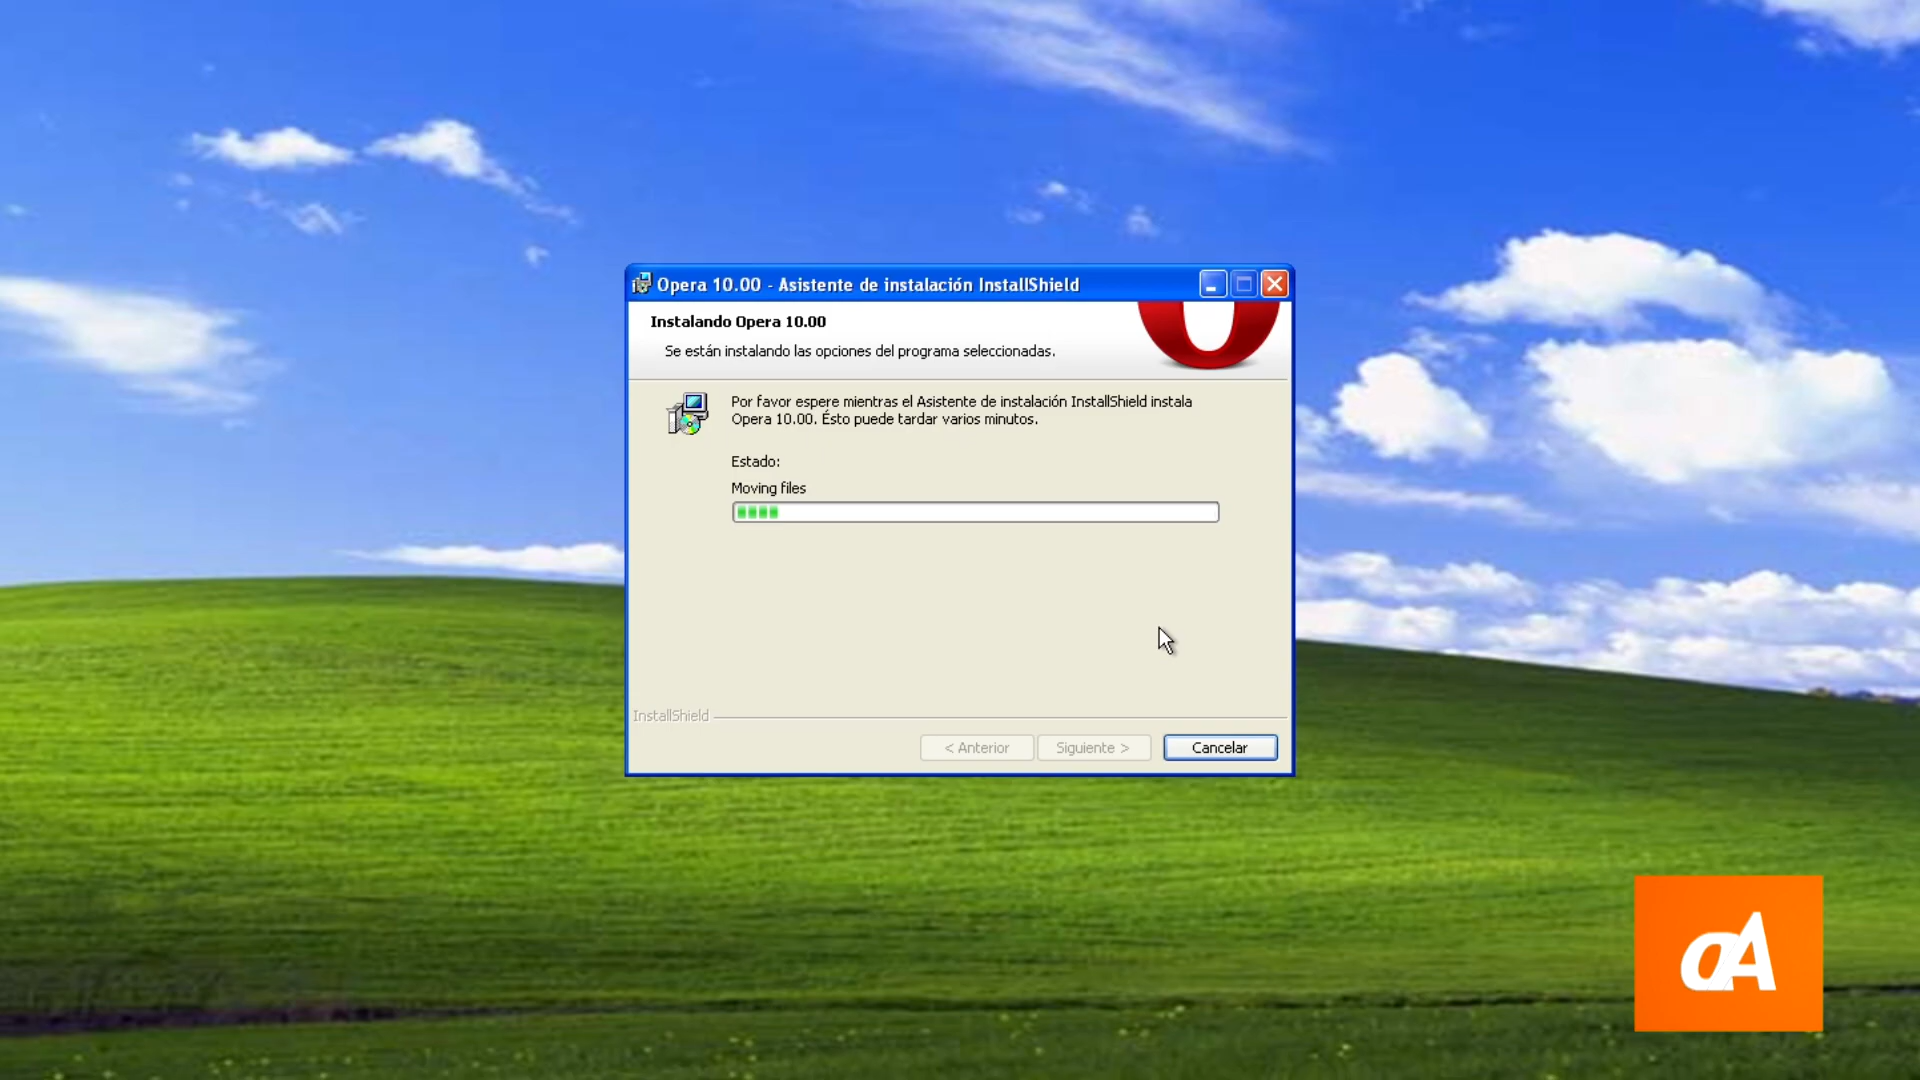 Opera 10.00 - Asistente de instalación InstallShield
Instalando Opera 10.00
Se están instalando las opciones del programa seleccionadas.
Por favor espere mientras el Asistente de instalación InstallShield instala
Opera 10.00. Ésto puede tardar varios minutos.
Estado:
Moving files
InstallShield
< Anterior
Siguiente >
Cancelar
aA